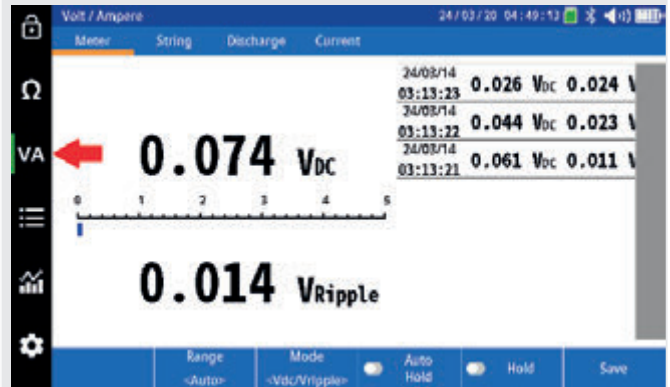 Volt / Ampere
24/03/20 04:49:13
Meter String Discharge Current
Ω
VA
0.074 VDC
0 1 2 3 4 5
0.014 VRipple
24/03/14
03:13:23 0.026 VDC 0.024 V
24/03/14
03:13:22 0.044 VDC 0.023 V
24/03/14
03:13:21 0.061 VDC 0.011 V
Range
<Auto>
Mode
<Vdc/Vripple>
Auto
Hold
Hold
Save